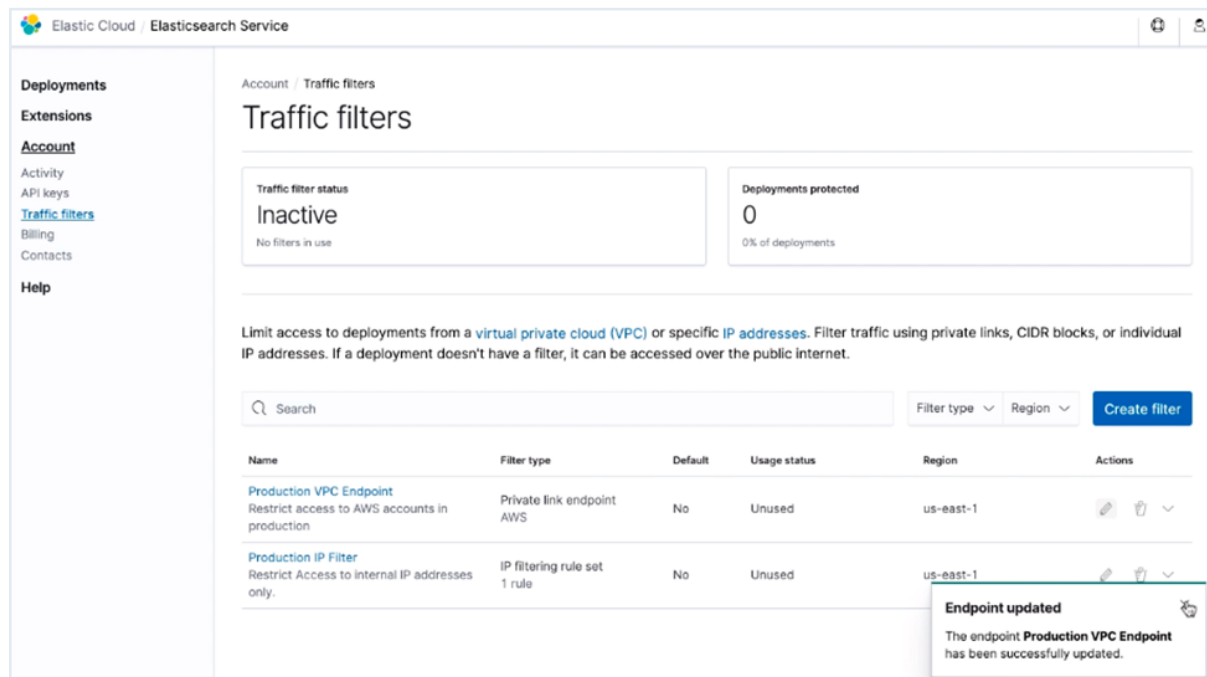 Elastic Cloud / Elasticsearch Service
Deployments
Extensions
Account
Activity
API keys
Traffic filters
Billing
Contacts
Help
Account / Traffic filters
Traffic filters
Traffic filter status
Inactive
No filters in use
Deployments protected
0
0% of deployments
Limit access to deployments from a virtual private cloud (VPC) or specific IP addresses. Filter traffic using private links, CIDR blocks, or individual
IP addresses. If a deployment doesn't have a filter, it can be accessed over the public internet.
Search
Filter type
Region
Create filter
Name Filter type Default Usage status Region Actions
Production VPC Endpoint
Restrict access to AWS accounts in
production
Private link endpoint
AWS
No
Unused
us-east-1
Production IP Filter
Restrict Access to internal IP addresses
only.
IP filtering rule set
1 rule
No
Unused
us-east-1
Endpoint updated
The endpoint Production VPC Endpoint
has been successfully updated.